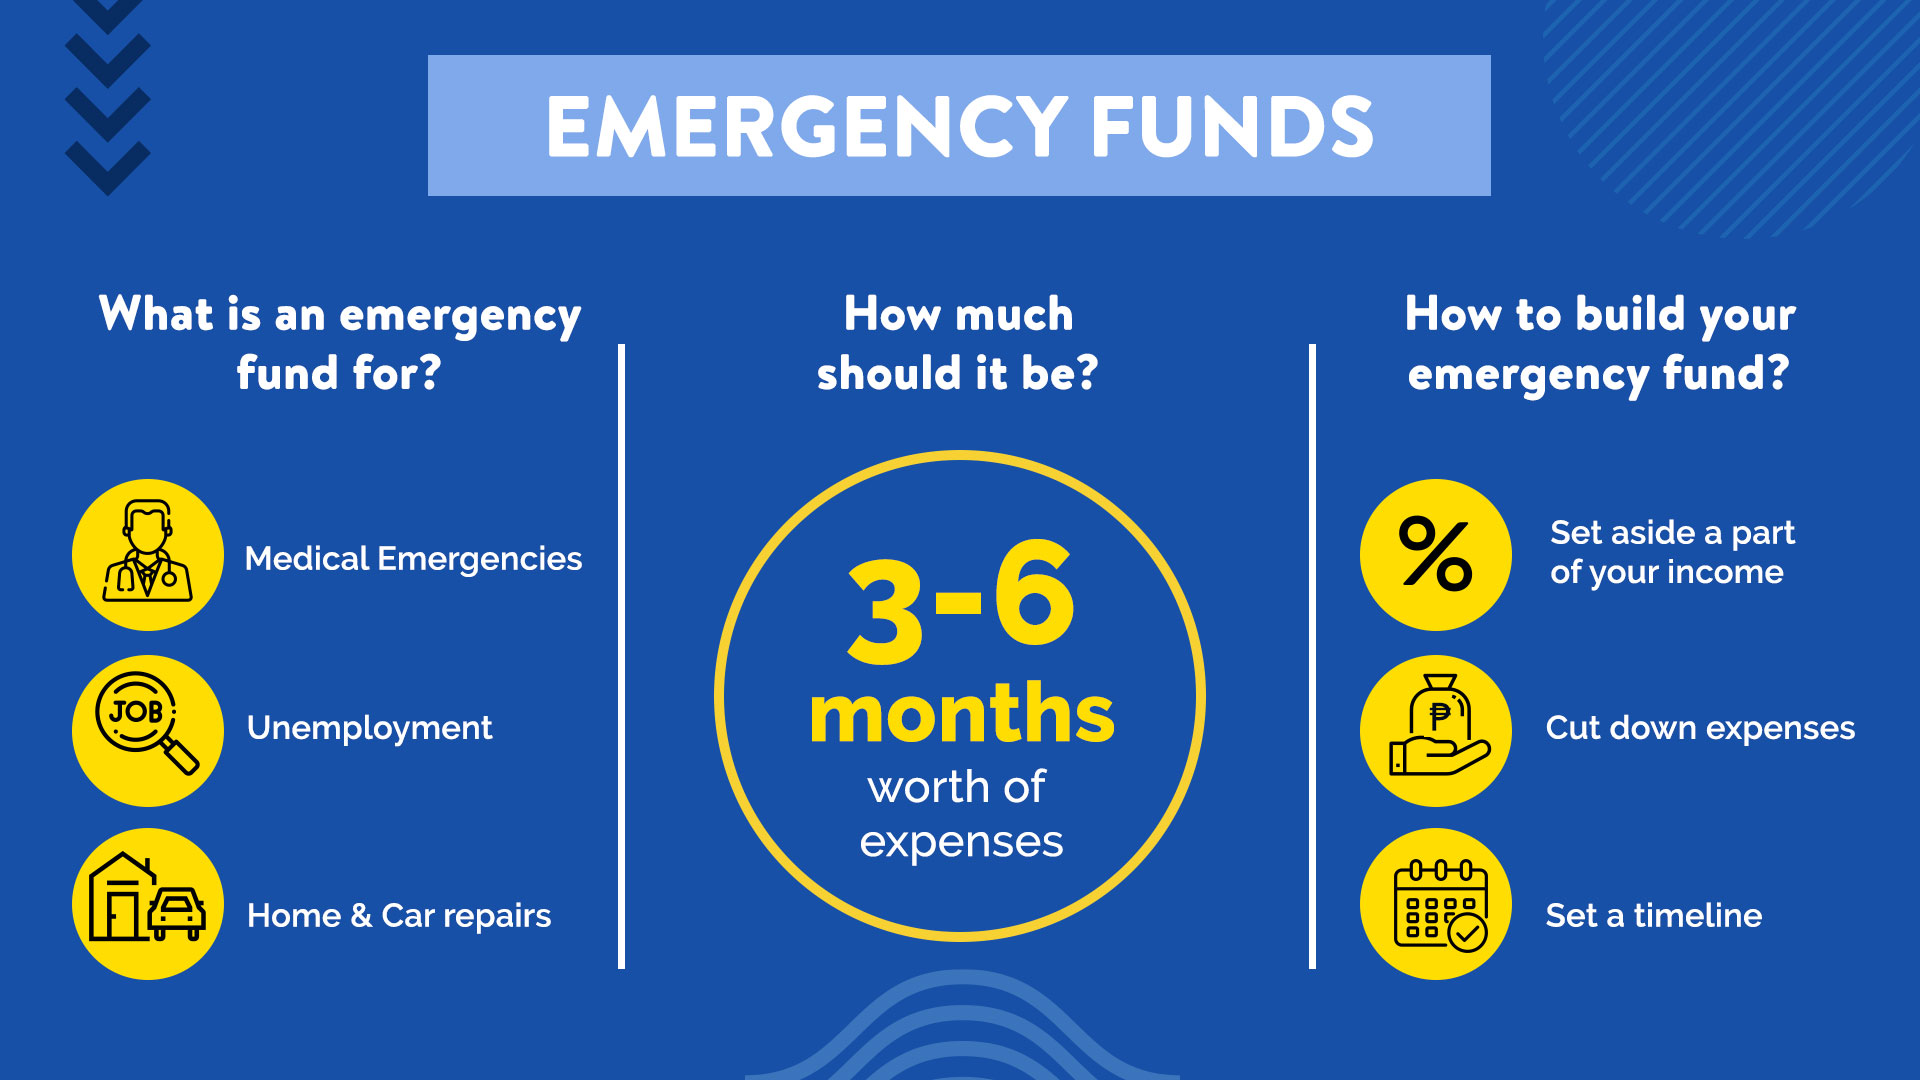 EMERGENCY FUNDS
What is an emergency
fund for?
Medical Emergencies
JOB
Unemployment
Home & Car repairs
How much
should it be?
3-6
months
worth of
expenses
How to build your
emergency fund?
%
Set aside a part
of your income
₱
Cut down expenses
Set a timeline